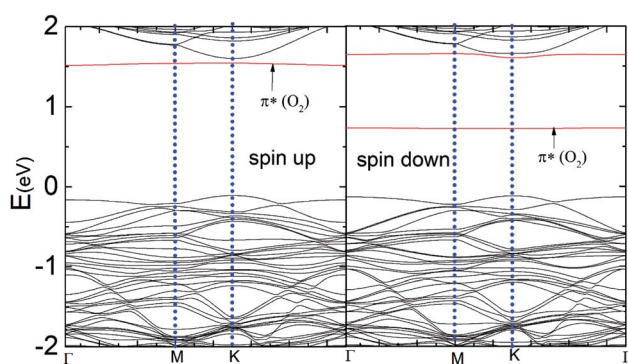 2
1
0
-1
-2
E(eV)
π* (O₂)
spin up
spin down
π* (O₂)
Γ M K Γ M K Γ